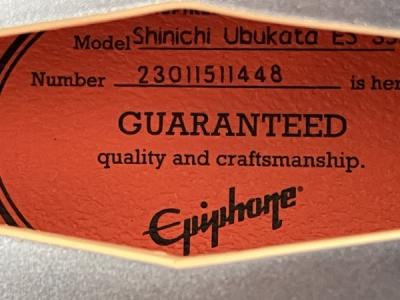 Model Shinichi Ubukata ES
Number 23011511448 is her
GUARANTEED
quality and craftsmanship.
Epiphone